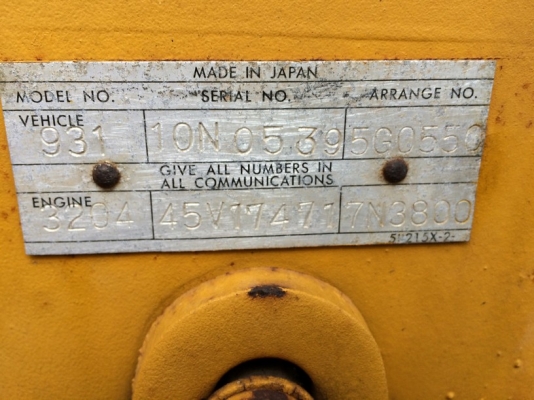 MADE IN JAPAN
MODEL NO. SERIAL NO. ARRANGE NO.
VEHICLE
931 10N0539 5G0550
GIVE ALL NUMBERS IN
ALL COMMUNICATIONS
ENGINE
3204 45V17471 7N3800